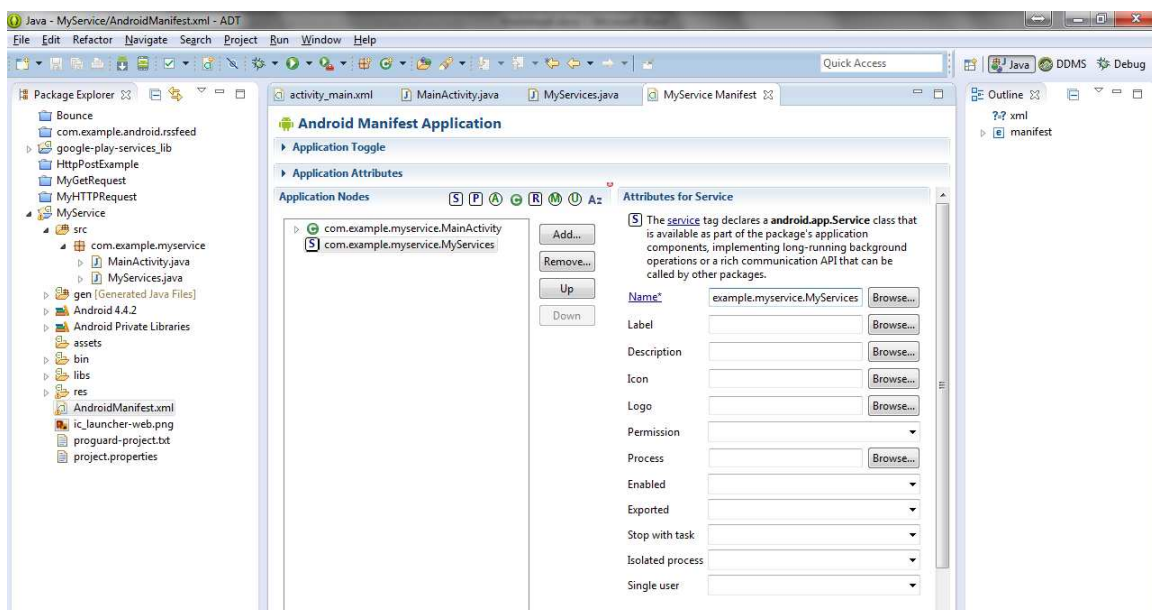 Java - MyService/AndroidManifest.xml - ADT
File Edit Refactor Navigate Search Project Run Window Help
Quick Access
Java DDMS Debug
Package Explorer
Bounce
com.example.android.rssfeed
google-play-services_lib
HttpPostExample
MyGetRequest
MyHTTPRequest
MyService
src
com.example.myservice
MainActivity.java
MyServices.java
gen [Generated Java Files]
Android 4.4.2
Android Private Libraries
assets
bin
libs
res
AndroidManifest.xml
ic_launcher-web.png
proguard-project.txt
project.properties
activity_main.xml MainActivity.java MyServices.java MyService Manifest
Android Manifest Application
Application Toggle
Application Attributes
Application Nodes
S P A C R M U Az
com.example.myservice.MainActivity
S com.example.myservice.MyServices
Add...
Remove...
Up
Down
Attributes for Service
S The service tag declares a android.app.Service class that
is available as part of the package's application
components, implementing long-running background
operations or a rich communication API that can be
called by other packages.
Name* example.myservice.MyServices Browse...
Label Browse...
Description Browse...
Icon Browse...
Logo Browse...
Permission
Process Browse...
Enabled
Exported
Stop with task
Isolated process
Single user
Outline
?=? xml
e manifest